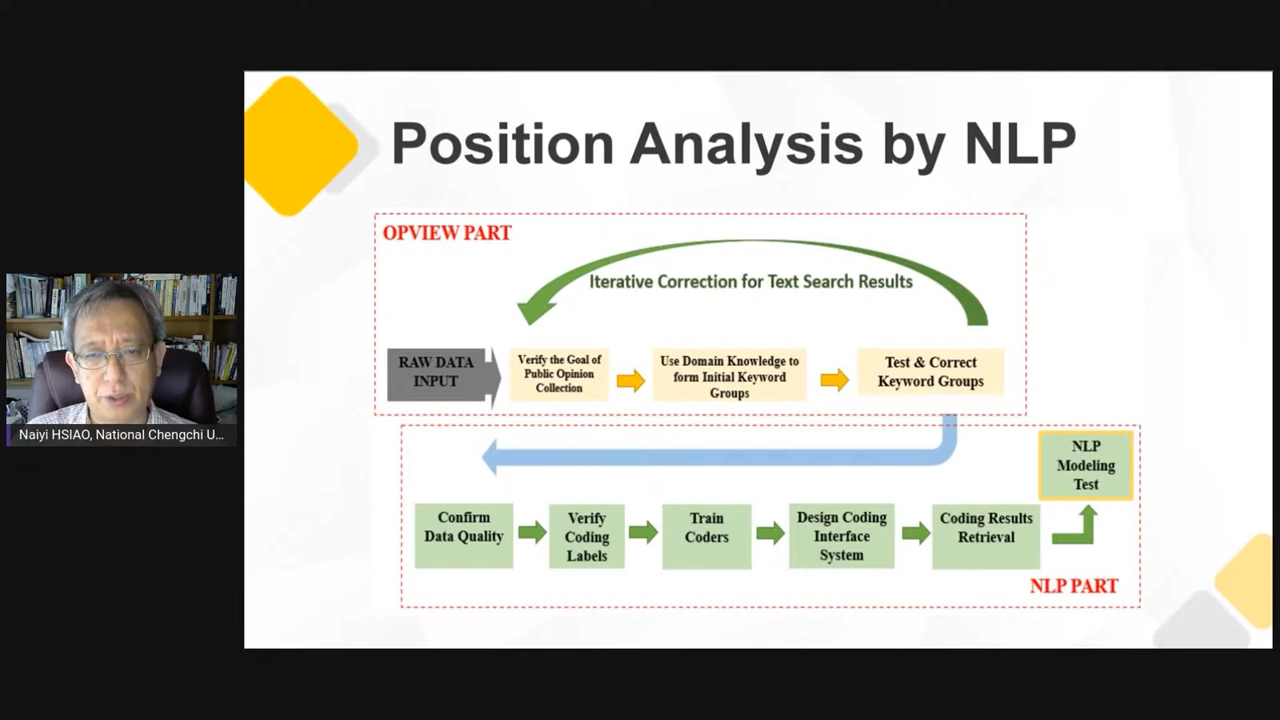 Position Analysis by NLP
OPVIEW PART
Iterative Correction for Text Search Results
RAW DATA
INPUT
Verify the Goal of
Public Opinion
Collection
Use Domain Knowledge to
form Initial Keyword
Groups
Test & Correct
Keyword Groups
NLP
Modeling
Test
Confirm
Data Quality
Verify
Coding
Labels
Train
Coders
Design Coding
Interface
System
Coding Results
Retrieval
NLP PART
Naiyi HSIAO, National Chengchi U...